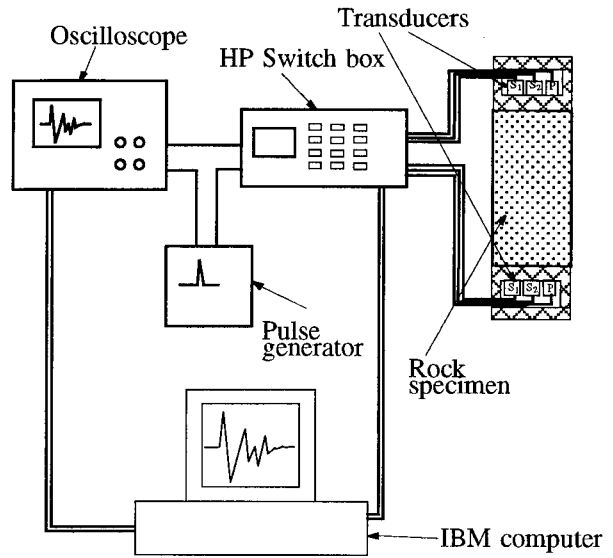 Transducers
Oscilloscope
HP Switch box
S1 S2 P
S1 S2 P
Pulse
generator
Rock
specimen
IBM computer